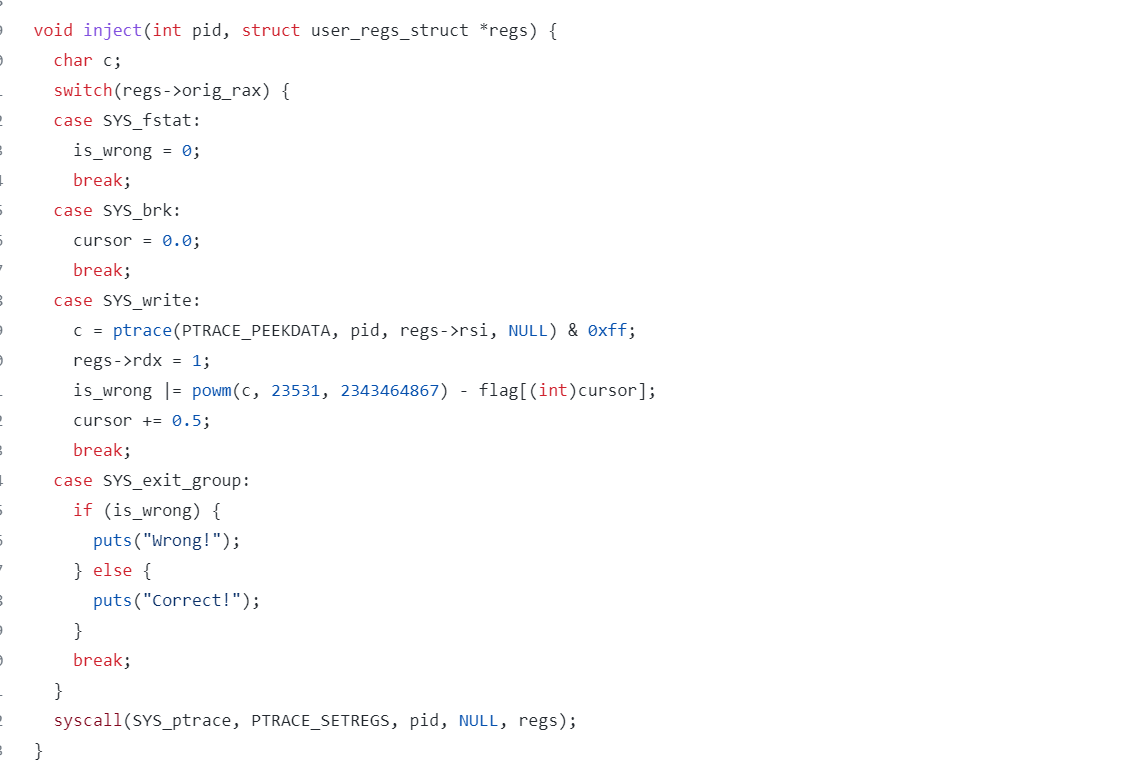 void inject(int pid, struct user_regs_struct *regs) {
  char c;
  switch(regs->orig_rax) {
  case SYS_fstat:
    is_wrong = 0;
    break;
  case SYS_brk:
    cursor = 0.0;
    break;
  case SYS_write:
    c = ptrace(PTRACE_PEEKDATA, pid, regs->rsi, NULL) & 0xff;
    regs->rdx = 1;
    is_wrong |= powm(c, 23531, 2343464867) - flag[(int)cursor];
    cursor += 0.5;
    break;
  case SYS_exit_group:
    if (is_wrong) {
      puts("Wrong!");
    } else {
      puts("Correct!");
    }
    break;
  }
  syscall(SYS_ptrace, PTRACE_SETREGS, pid, NULL, regs);
}